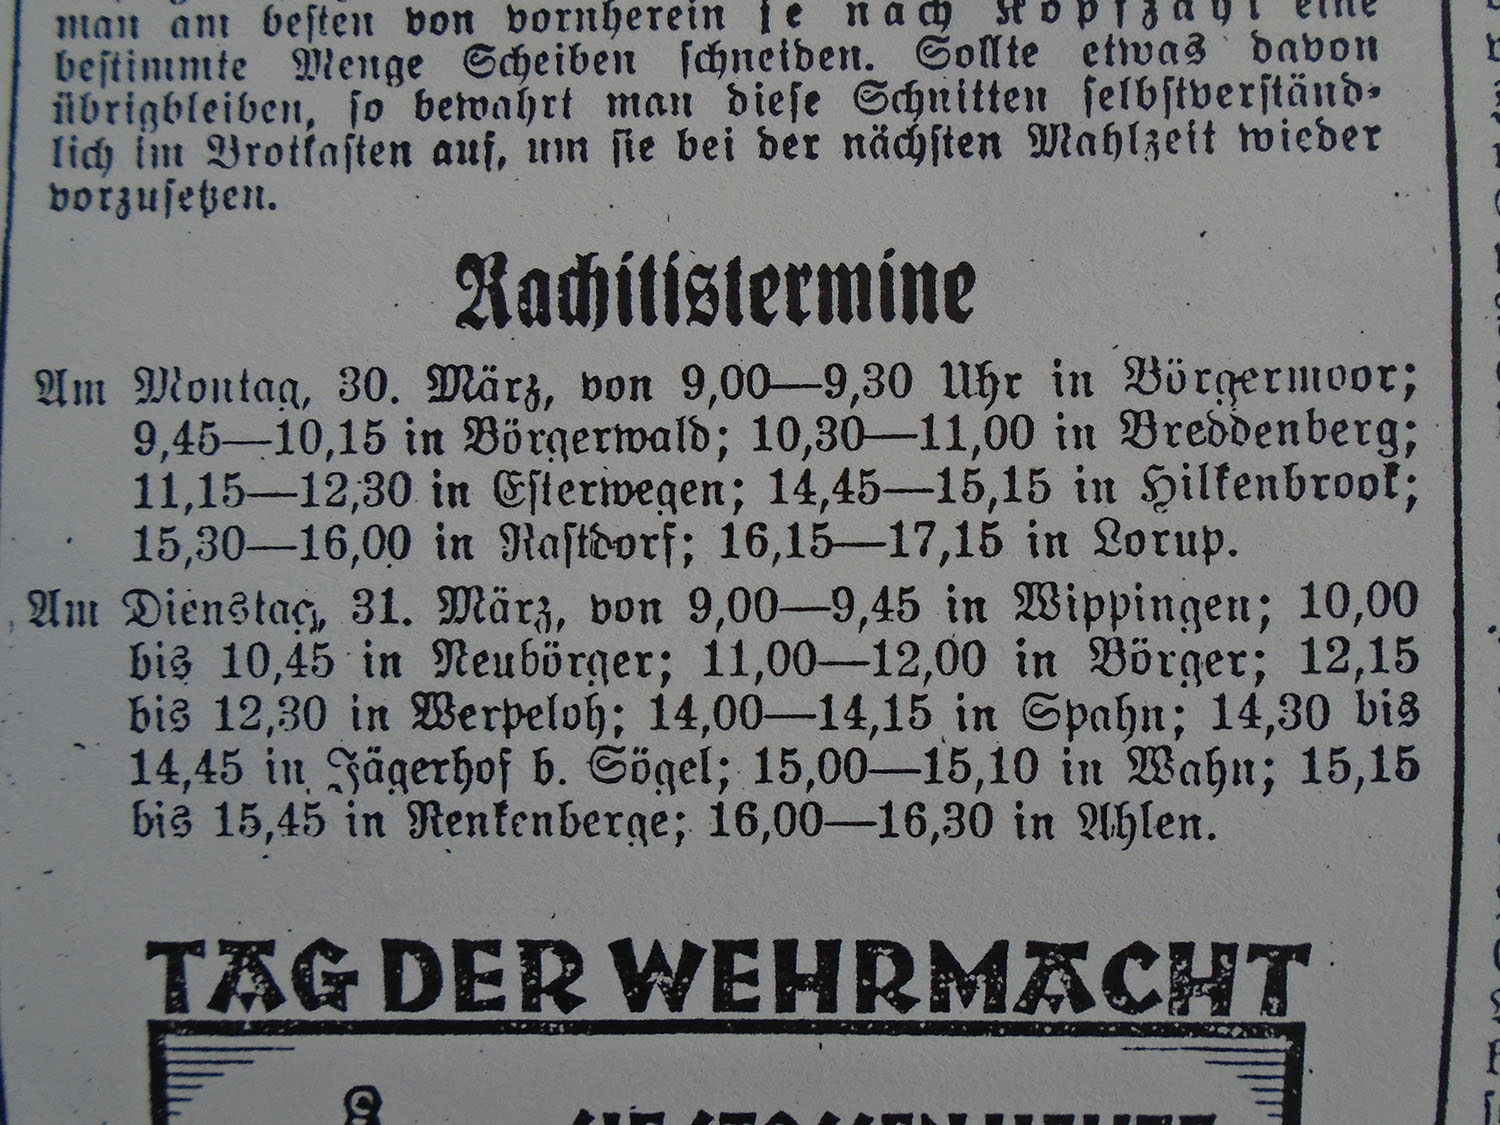 man am besten von vornherein je nach Kopfzahl eine
bestimmte Menge Scheiben schneiden. Sollte etwas davon
übrigbleiben, so bewahrt man diese Schnitten selbstverständ-
lich im Brotkasten auf, um sie bei der nächsten Mahlzeit wieder
vorzusetzen.
Rachitistermine
Am Montag, 30. März, von 9,00—9,30 Uhr in Börgermoor;
9,45—10,15 in Börgerwald; 10,30—11,00 in Breddenberg;
11,15—12,30 in Esterwegen; 14,45—15,15 in Hilkenbrook;
15,30—16,00 in Rastdorf; 16,15—17,15 in Lorup.
Am Dienstag, 31. März, von 9,00—9,45 in Wippingen; 10,00
bis 10,45 in Neubörger; 11,00—12,00 in Börger; 12,15
bis 12,30 in Werpeloh; 14,00—14,15 in Spahn; 14,30 bis
14,45 in Jägerhof b. Sögel; 15,00—15,10 in Wahn; 15,15
bis 15,45 in Renkenberge; 16,00—16,30 in Ahlen.
TAG DER WEHRMACHT